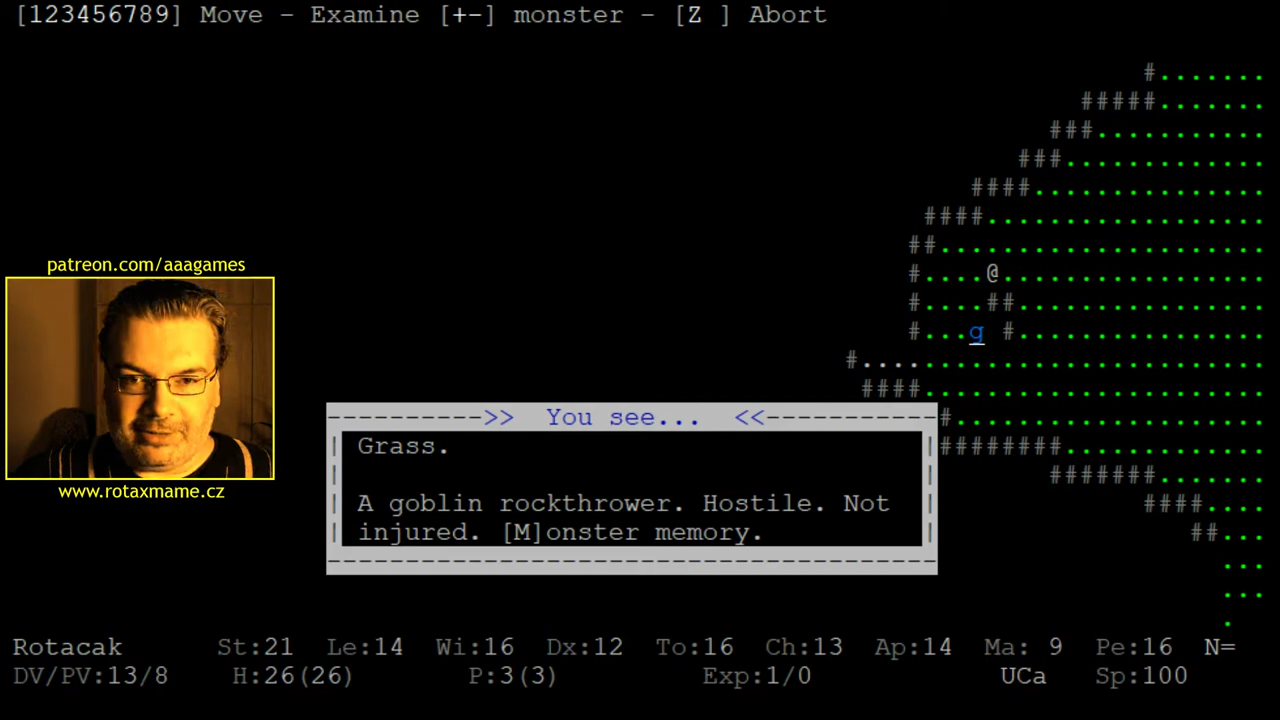 [123456789] Move - Examine [+-] monster - [Z ] Abort
#.......
#####.......
###...........
###.............
####...............
####..................
##.....................
#....@................
#....##................
#...g #................
#..........................
####......................
patreon.com/aaagames
---------->> You see... <<----------
#....................
Grass.
########.............
#######.......
A goblin rockthrower. Hostile. Not
####....
injured. [M]onster memory.
##...
www.rotaxmame.cz
...
...
.
Rotacak St:21 Le:14 Wi:16 Dx:12 To:16 Ch:13 Ap:14 Ma: 9 Pe:16 N=
DV/PV:13/8 H:26(26) P:3(3) Exp:1/0 UCa Sp:100